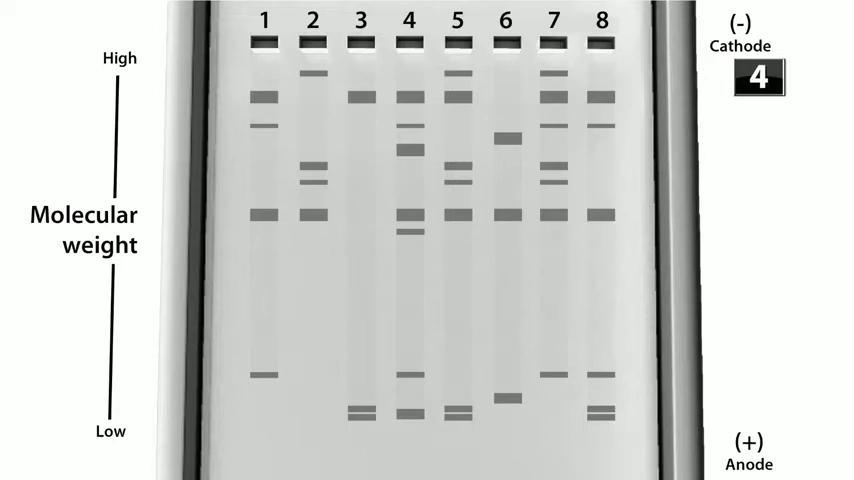 1 2 3 4 5 6 7 8
(-)
Cathode
4
High
Molecular
weight
Low
(+)
Anode